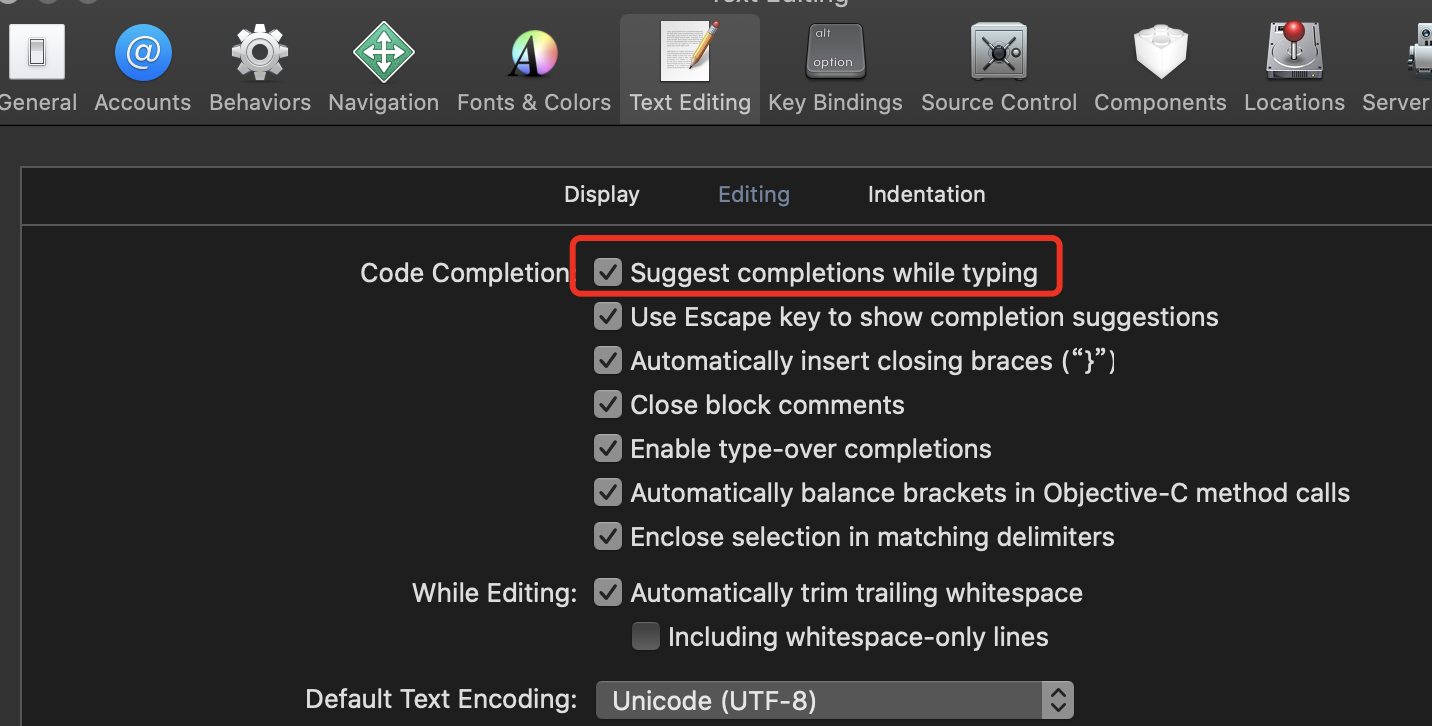 Text Editing
@
alt
option
General Accounts Behaviors Navigation Fonts & Colors Text Editing Key Bindings Source Control Components Locations Server
Display Editing Indentation
Code Completion: Suggest completions while typing
Use Escape key to show completion suggestions
Automatically insert closing braces (“}”)
Close block comments
Enable type-over completions
Automatically balance brackets in Objective-C method calls
Enclose selection in matching delimiters
While Editing: Automatically trim trailing whitespace
Including whitespace-only lines
Default Text Encoding: Unicode (UTF-8)